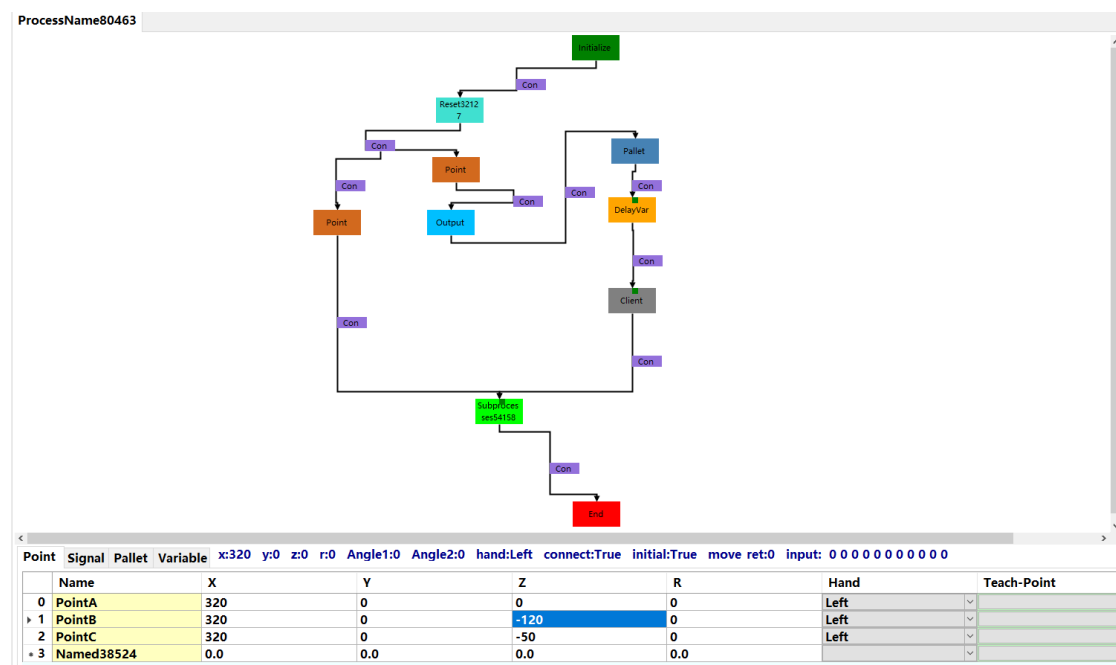 ProcessName80463
Initialize
Con
Reset3212
7
Con
Pallet
Point
Con
Con
Con
Con
Point
Output
DelayVar
Con
Client
Con
Con
Subproces
ses54158
Con
End
Point Signal Pallet Variable x:320 y:0 z:0 r:0 Angle1:0 Angle2:0 hand:Left connect:True initial:True move ret:0 input: 0 0 0 0 0 0 0 0 0 0 0
Name X Y Z R Hand Teach-Point
0 PointA 320 0 0 0 Left
1 PointB 320 0 -120 0 Left
2 PointC 320 0 -50 0 Left
3 Named38524 0.0 0.0 0.0 0.0